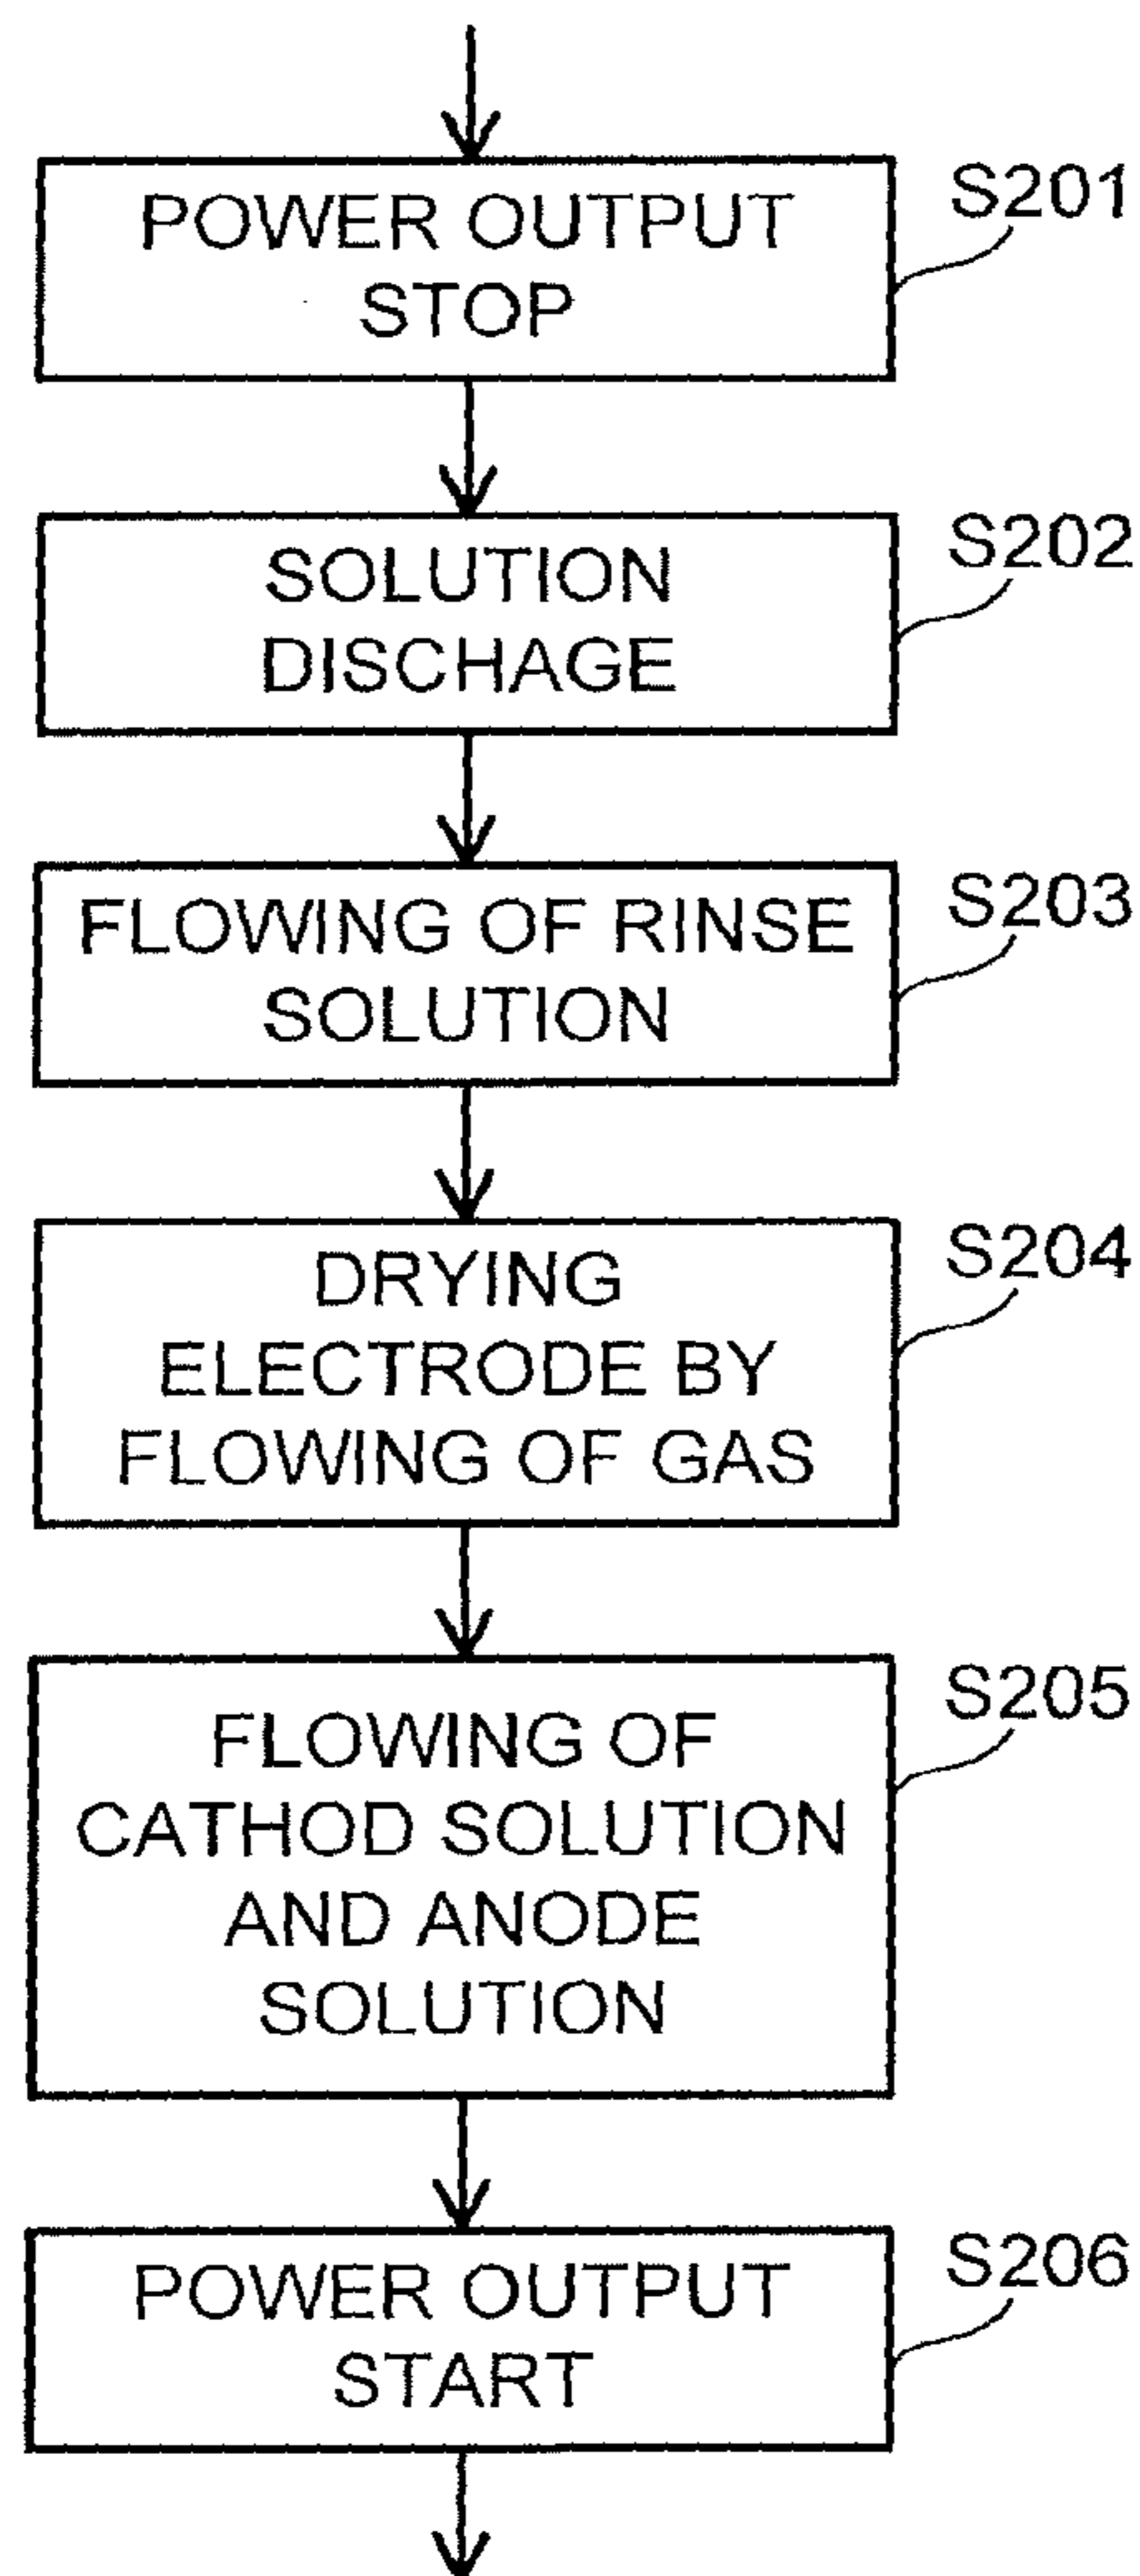 POWER OUTPUT
STOP
S201
SOLUTION
DISCHAGE
S202
FLOWING OF RINSE
SOLUTION
S203
DRYING
ELECTRODE BY
FLOWING OF GAS
S204
FLOWING OF
CATHOD SOLUTION
AND ANODE
SOLUTION
S205
POWER OUTPUT
START
S206